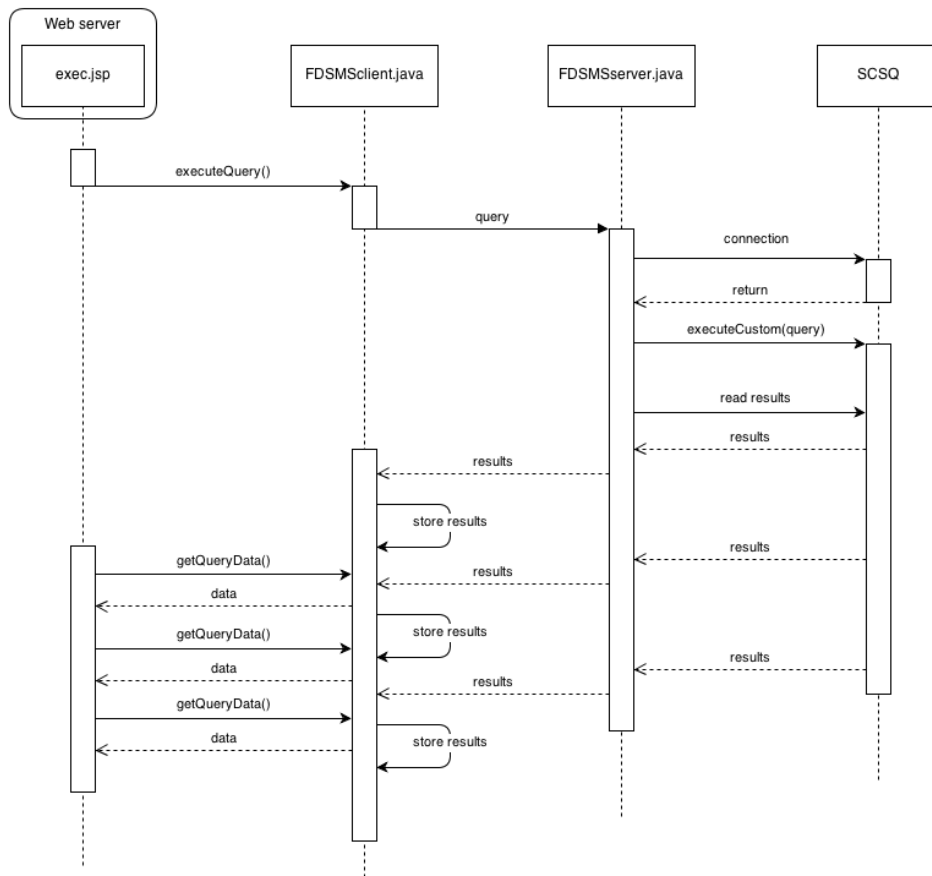 Web server
exec.jsp
FDSMSclient.java
FDSMSserver.java
SCSQ
executeQuery()
query
connection
return
executeCustom(query)
read results
results
results
store results
getQueryData()
results
results
data
store results
getQueryData()
results
data
results
getQueryData()
data
store results